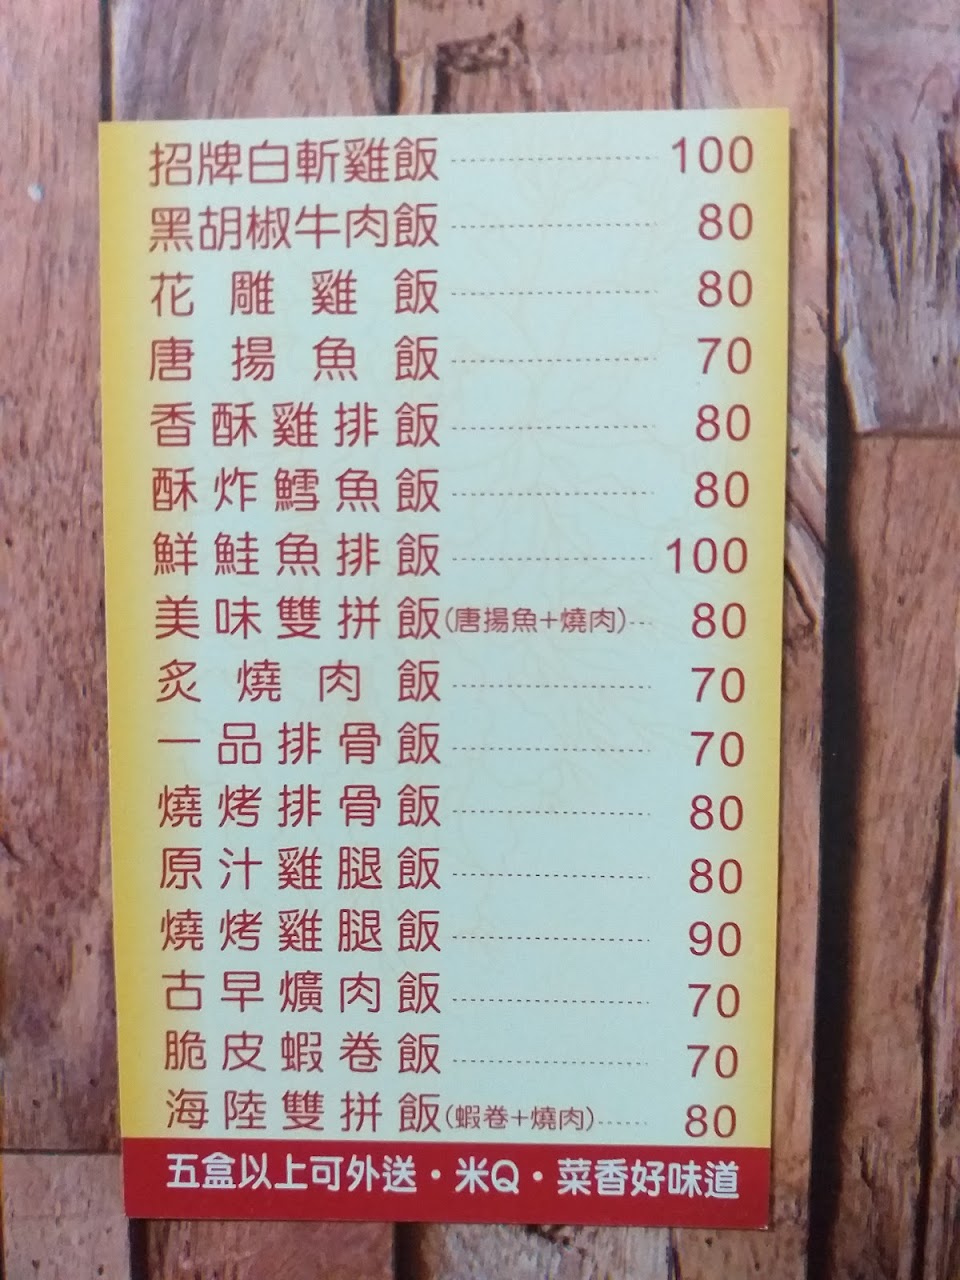 招牌白斬雞飯 100
黑胡椒牛肉飯 80
花雕雞飯 80
唐揚魚飯 70
香酥雞排飯 80
酥炸鱈魚飯 80
鮮鮭魚排飯 100
美味雙拼飯(唐揚魚+燒肉) 80
炙燒肉飯 70
一品排骨飯 70
燒烤排骨飯 80
原汁雞腿飯 80
燒烤雞腿飯 90
古早爌肉飯 70
脆皮蝦卷飯 70
海陸雙拼飯(蝦卷+燒肉) 80
五盒以上可外送・米Q・菜香好味道